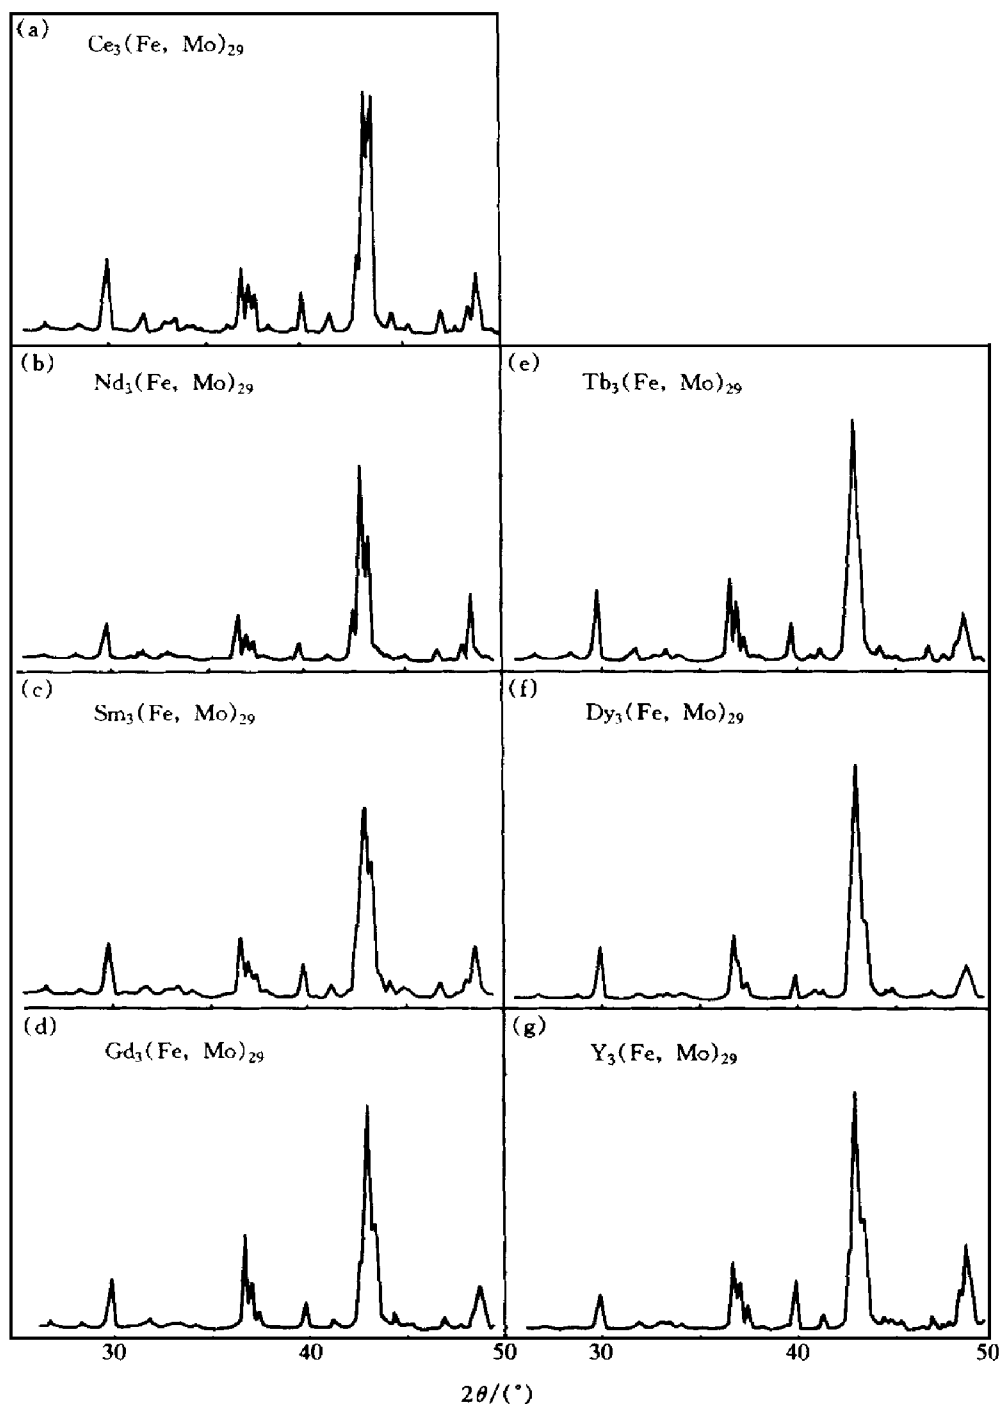 (a)
Ce₃(Fe, Mo)₂₉
(b)
Nd₃(Fe, Mo)₂₉
(e)
Tb₃(Fe, Mo)₂₉
(c)
Sm₃(Fe, Mo)₂₉
(f)
Dy₃(Fe, Mo)₂₉
(d)
Gd₃(Fe, Mo)₂₉
(g)
Y₃(Fe, Mo)₂₉
30 40 50 30 40 50
2θ/(°)